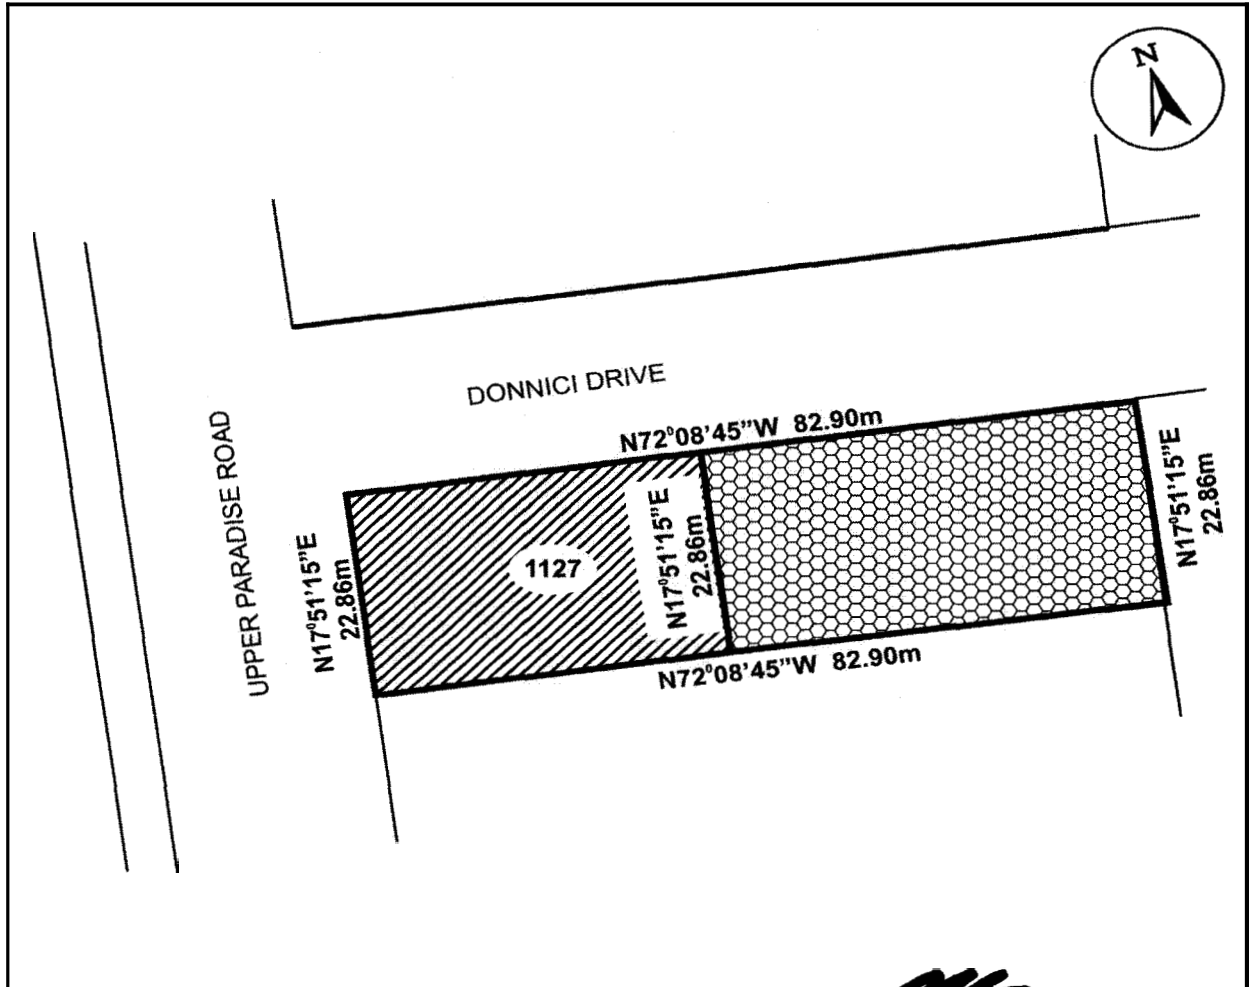 N
DONNICI DRIVE
UPPER PARADISE ROAD
N72°08'45"W 82.90m
N17°51'15"E
22.86m
1127
N17°51'15"E
22.86m
N17°51'15"E
22.86m
N72°08'45"W 82.90m